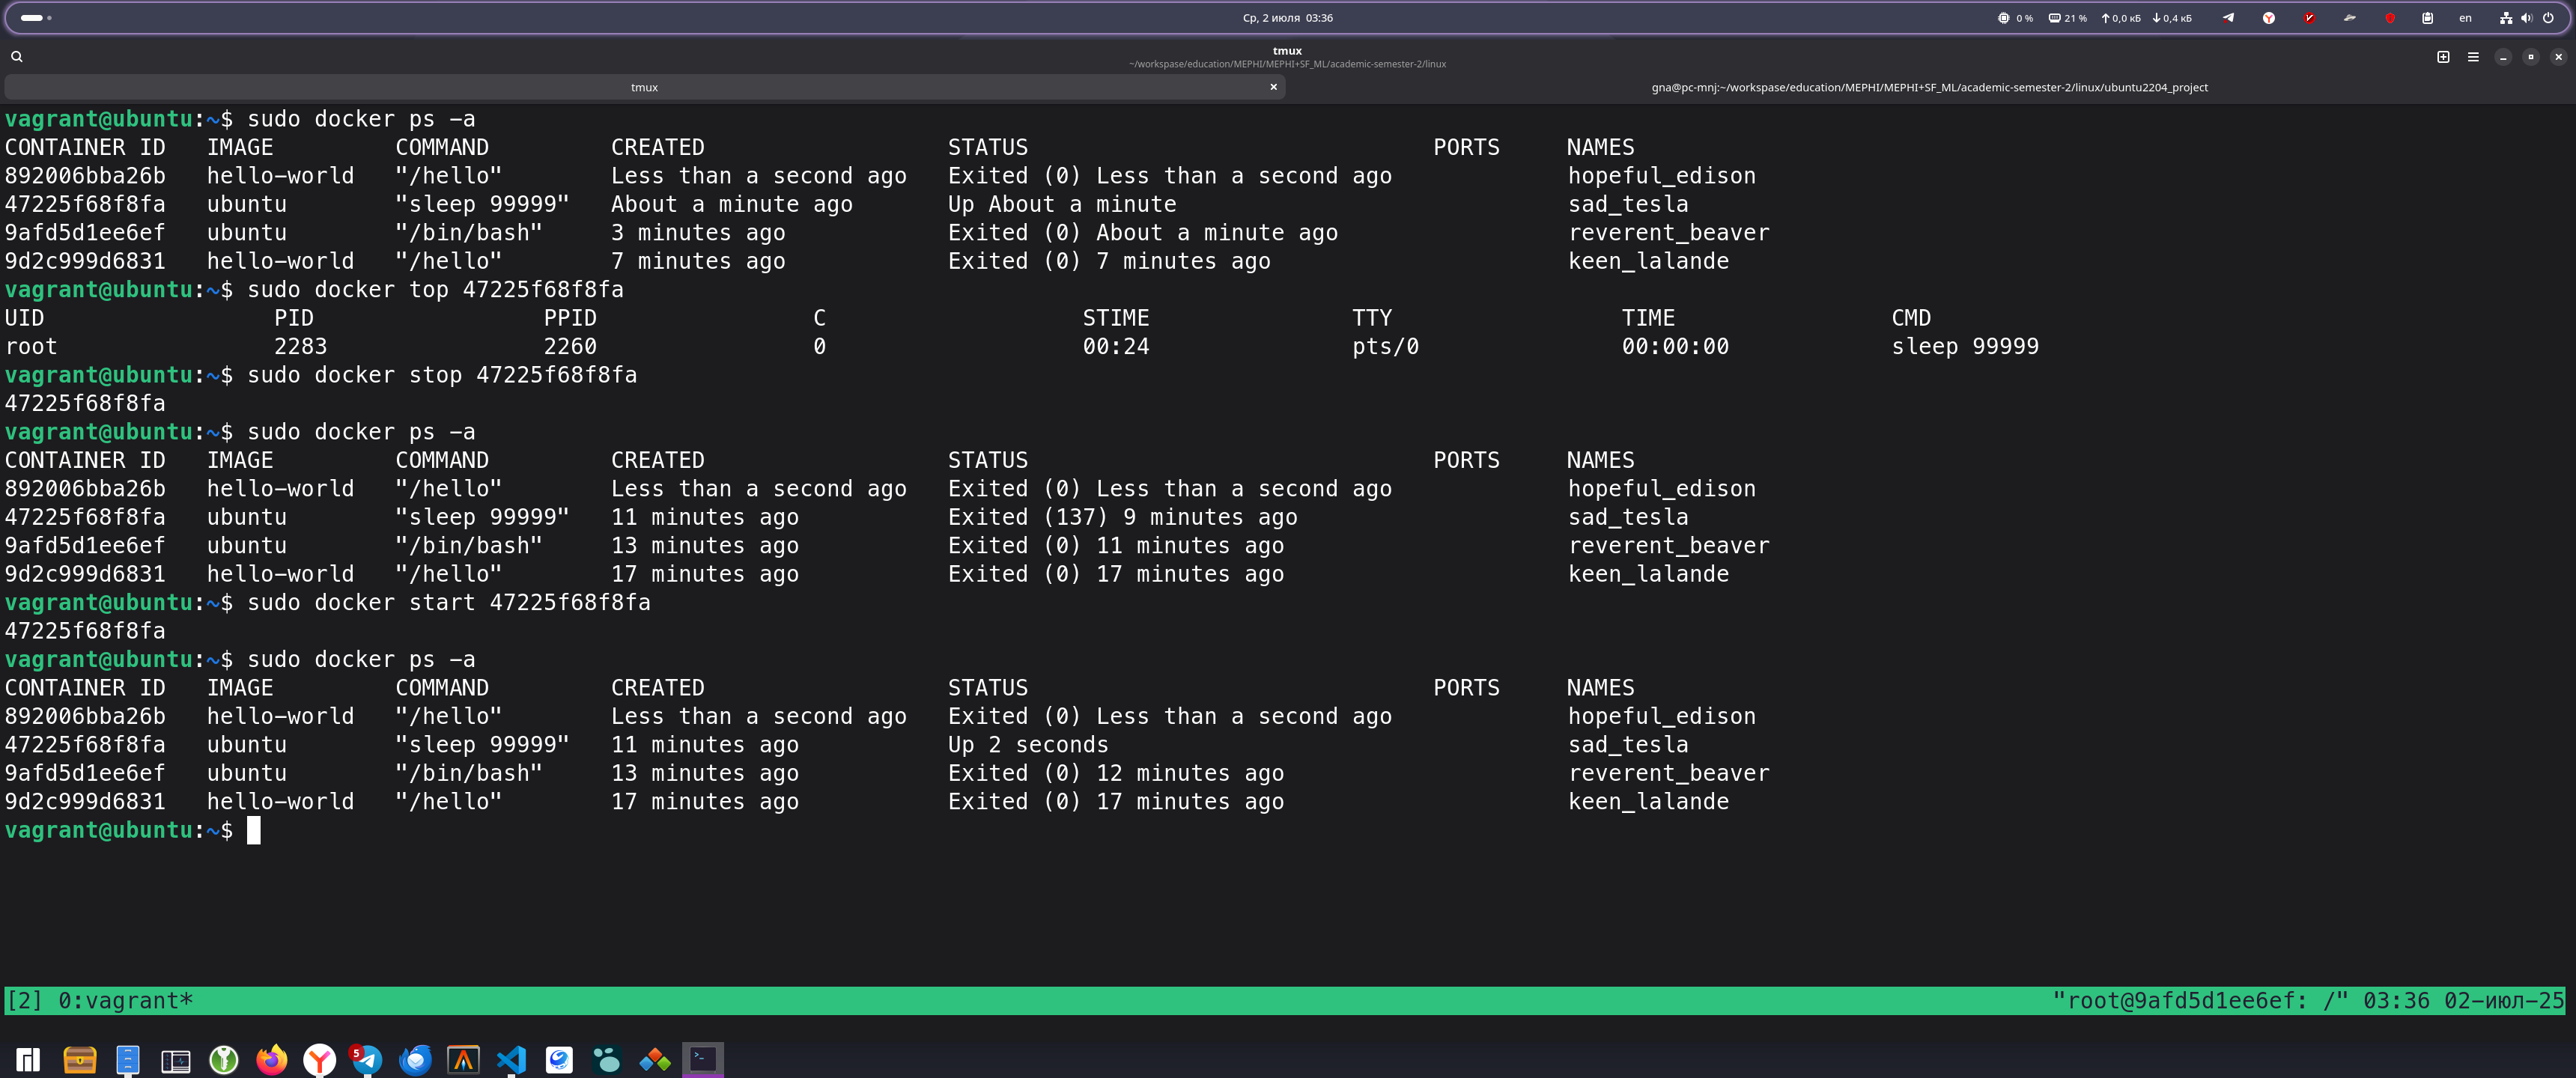 Ср, 2 июля 03:36
0 %
21 %
0,0 кБ
0,4 кБ
en
tmux
~/workspase/education/MEPHI/MEPHI+SF_ML/academic-semester-2/linux
tmux
gna@pc-mnj:~/workspase/education/MEPHI/MEPHI+SF_ML/academic-semester-2/linux/ubuntu2204_project
vagrant@ubuntu:~$ sudo docker ps -a
CONTAINER ID   IMAGE         COMMAND         CREATED                  STATUS                              PORTS     NAMES
892006bba26b   hello-world   "/hello"        Less than a second ago   Exited (0) Less than a second ago             hopeful_edison
47225f68f8fa   ubuntu        "sleep 99999"   About a minute ago       Up About a minute                             sad_tesla
9afd5d1ee6ef   ubuntu        "/bin/bash"     3 minutes ago            Exited (0) About a minute ago                 reverent_beaver
9d2c999d6831   hello-world   "/hello"        7 minutes ago            Exited (0) 7 minutes ago                      keen_lalande
vagrant@ubuntu:~$ sudo docker top 47225f68f8fa
UID                 PID                 PPID                C                   STIME               TTY                 TIME                CMD
root                2283                2260                0                   00:24               pts/0               00:00:00            sleep 99999
vagrant@ubuntu:~$ sudo docker stop 47225f68f8fa
47225f68f8fa
vagrant@ubuntu:~$ sudo docker ps -a
CONTAINER ID   IMAGE         COMMAND         CREATED                  STATUS                              PORTS     NAMES
892006bba26b   hello-world   "/hello"        Less than a second ago   Exited (0) Less than a second ago             hopeful_edison
47225f68f8fa   ubuntu        "sleep 99999"   11 minutes ago           Exited (137) 9 minutes ago                    sad_tesla
9afd5d1ee6ef   ubuntu        "/bin/bash"     13 minutes ago           Exited (0) 11 minutes ago                     reverent_beaver
9d2c999d6831   hello-world   "/hello"        17 minutes ago           Exited (0) 17 minutes ago                     keen_lalande
vagrant@ubuntu:~$ sudo docker start 47225f68f8fa
47225f68f8fa
vagrant@ubuntu:~$ sudo docker ps -a
CONTAINER ID   IMAGE         COMMAND         CREATED                  STATUS                              PORTS     NAMES
892006bba26b   hello-world   "/hello"        Less than a second ago   Exited (0) Less than a second ago             hopeful_edison
47225f68f8fa   ubuntu        "sleep 99999"   11 minutes ago           Up 2 seconds                                  sad_tesla
9afd5d1ee6ef   ubuntu        "/bin/bash"     13 minutes ago           Exited (0) 12 minutes ago                     reverent_beaver
9d2c999d6831   hello-world   "/hello"        17 minutes ago           Exited (0) 17 minutes ago                     keen_lalande
vagrant@ubuntu:~$
[2] 0:vagrant*
"root@9afd5d1ee6ef: /" 03:36 02-июл-25
5